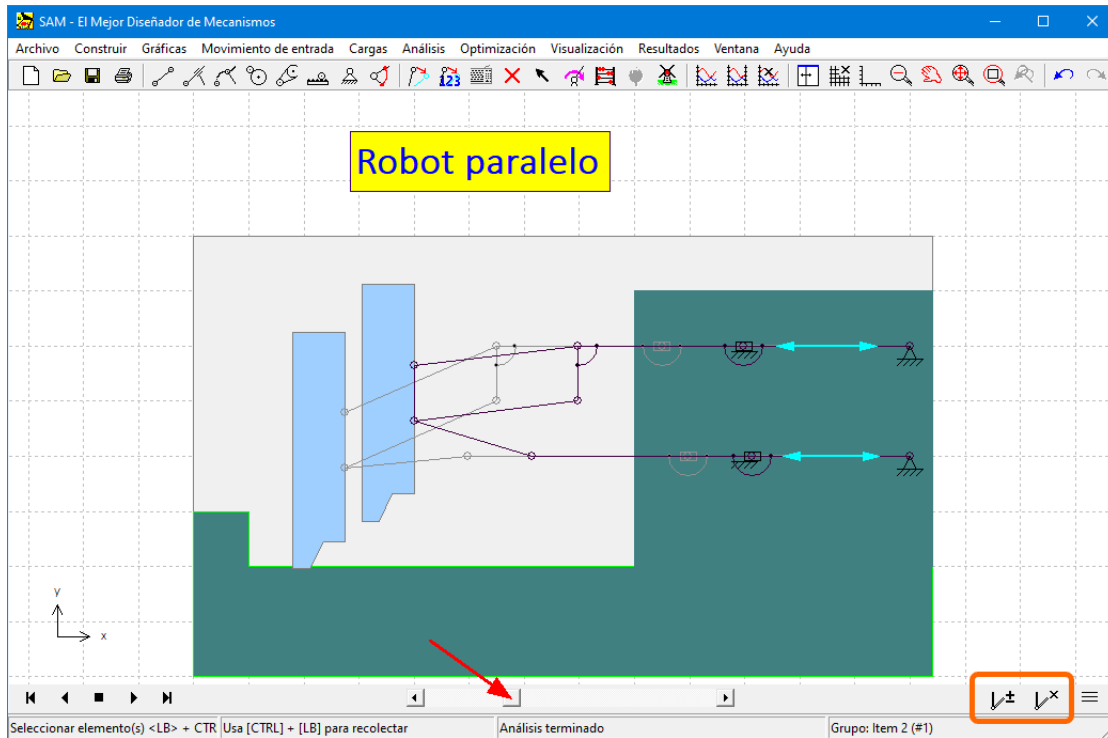 SAM - El Mejor Diseñador de Mecanismos
Archivo Construir Gráficas Movimiento de entrada Cargas Análisis Optimización Visualización Resultados Ventana Ayuda
123
Robot paralelo
y
x
Seleccionar elemento(s) <LB> + CTR Usa [CTRL] + [LB] para recolectar Análisis terminado Grupo: Item 2 (#1)